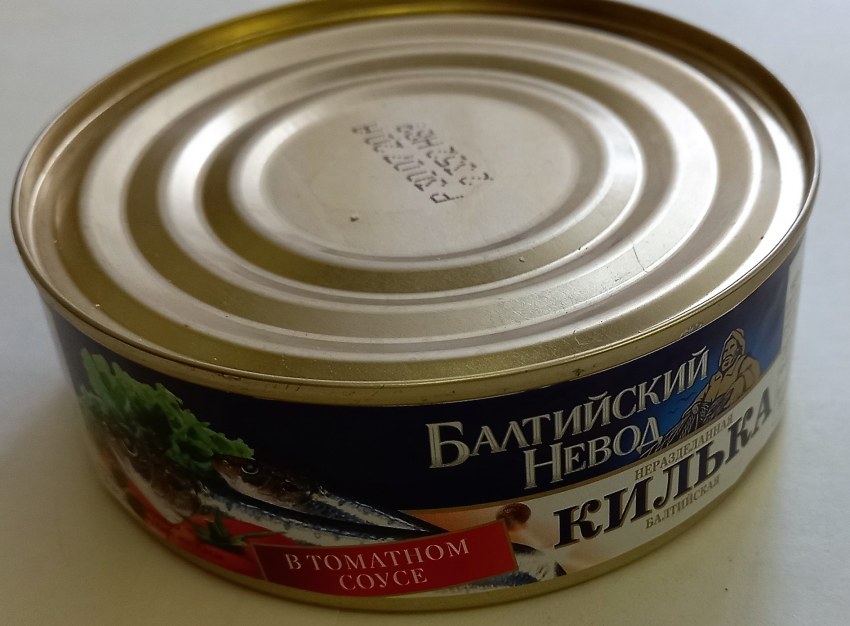 БАЛТИЙСКИЙ
НЕВОД
НЕРАЗДЕЛАННАЯ
КИЛЬКА
БАЛТИЙСКАЯ
В ТОМАТНОМ
СОУСЕ